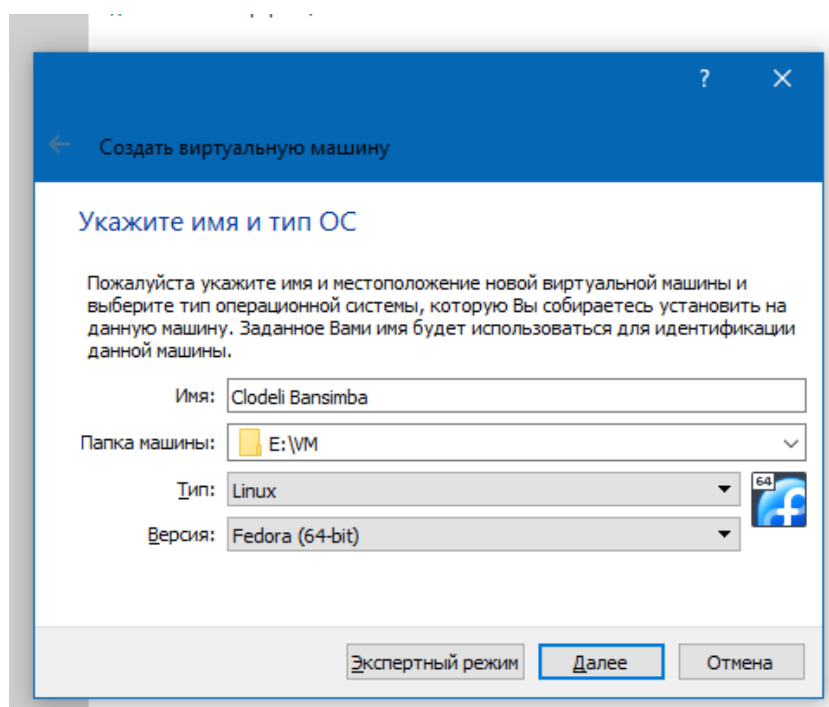 ?
Создать виртуальную машину
Укажите имя и тип ОС
Пожалуйста укажите имя и местоположение новой виртуальной машины и
выберите тип операционной системы, которую Вы собираетесь установить на
данную машину. Заданное Вами имя будет использоваться для идентификации
данной машины.
Имя: Clodeli Bansimba
Папка машины: E:\VM
Тип: Linux
64
Версия: Fedora (64-bit)
Экспертный режим Далее Отмена